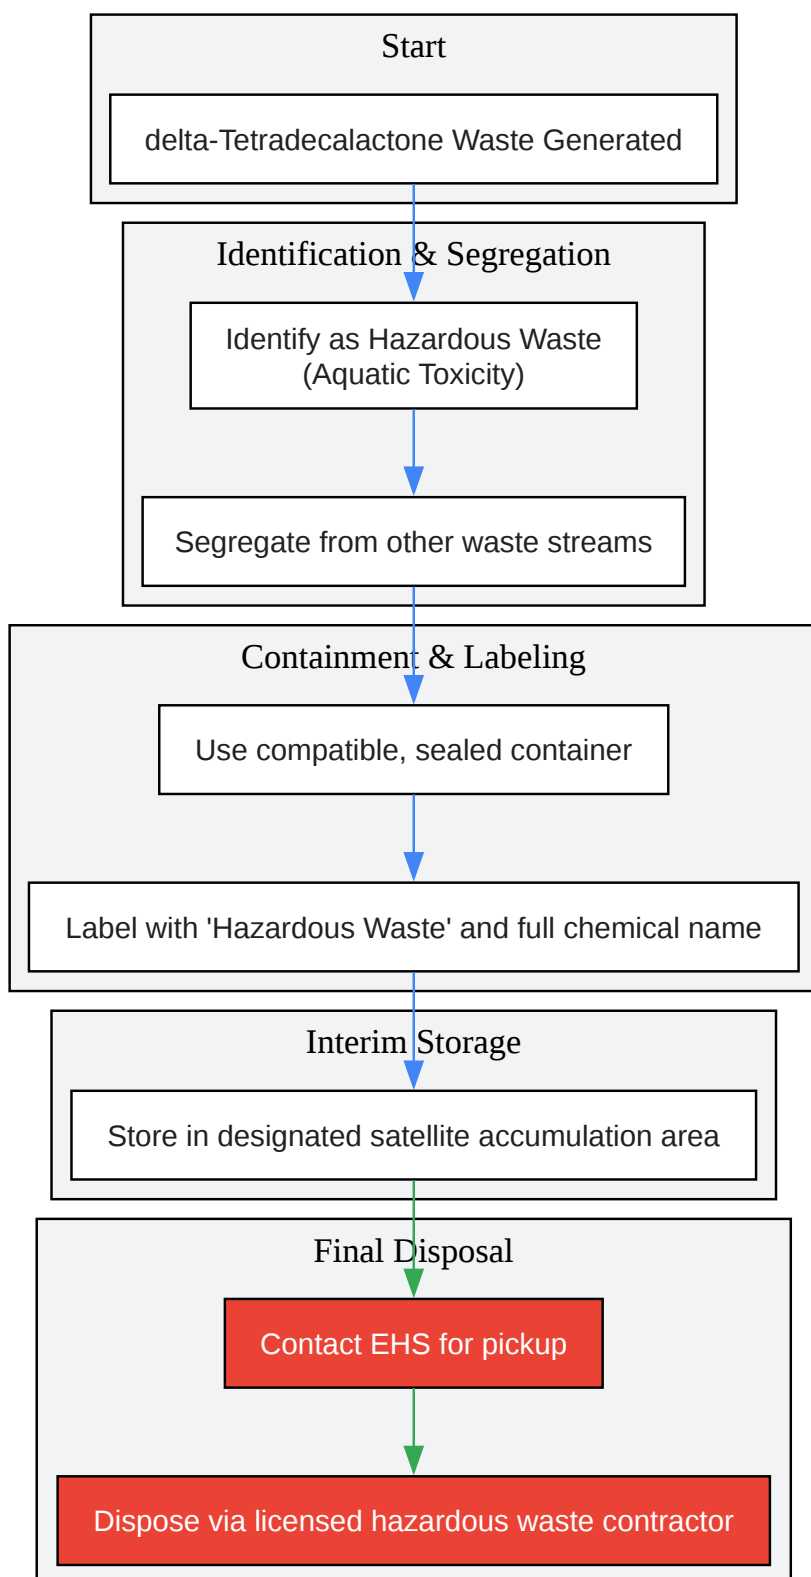 Start
delta-Tetradecalactone Waste Generated
Identification & Segregation
Identify as Hazardous Waste
(Aquatic Toxicity)
Segregate from other waste streams
Containment & Labeling
Use compatible, sealed container
Label with 'Hazardous Waste' and full chemical name
Interim Storage
Store in designated satellite accumulation area
Final Disposal
Contact EHS for pickup
Dispose via licensed hazardous waste contractor